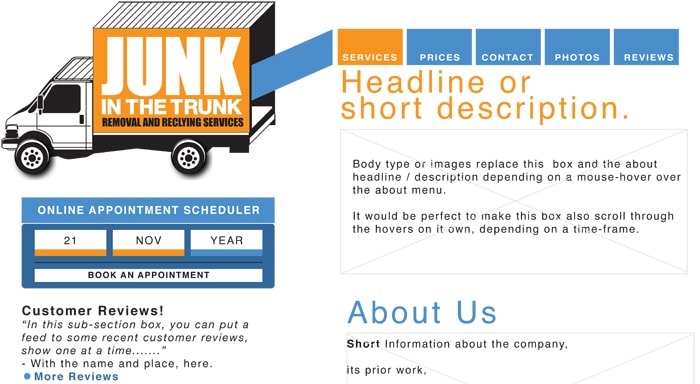 JUNK
IN THE TRUNK
REMOVAL AND RECLYING SERVICES
SERVICES
PRICES
CONTACT
PHOTOS
REVIEWS
Headline or
short description.
Body type or images replace this box and the about
headline / description depending on a mouse-hover over
the about menu.
It would be perfect to make this box also scroll through
the hovers on it own, depending on a time-frame.
ONLINE APPOINTMENT SCHEDULER
21 NOV YEAR
BOOK AN APPOINTMENT
Customer Reviews!
“In this sub-section box, you can put a
feed to some recent customer reviews,
show one at a time.......”
- With the name and place, here.
More Reviews
About Us
Short Information about the company,
its prior work,